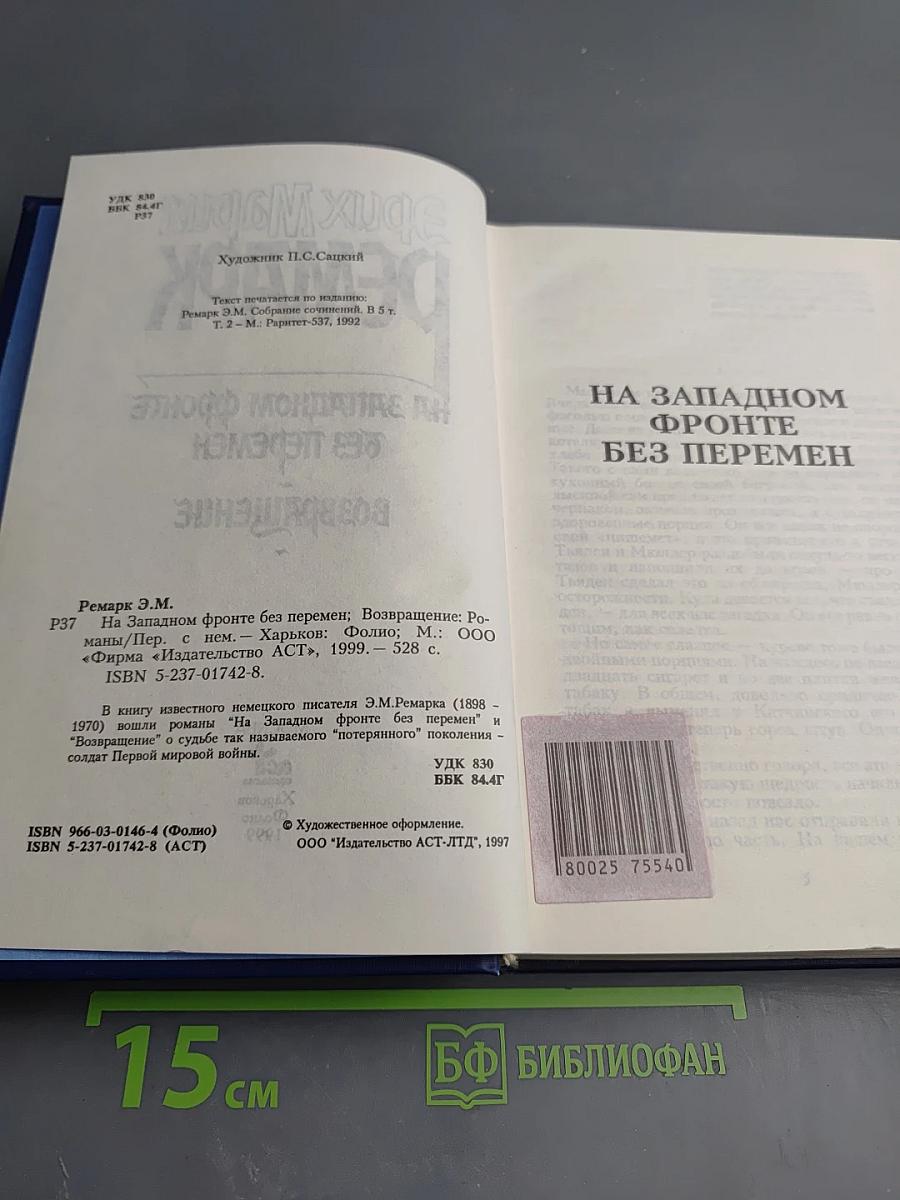 УДК 830
ББК 84.4Г
Р37
Художник П.С.Сацкий
Текст печатается по изданию:
Ремарк Э.М. Собрание сочинений. В 5 т.
Т. 2 – М.: Раритет-537, 1992
Ремарк Э.М.
Р37 На Западном фронте без перемен; Возвращение: Ро-
маны/Пер. с нем. — Харьков: Фолио; М.: ООО
«Фирма «Издательство АСТ», 1999. — 528 с.
ISBN 5-237-01742-8.
В книгу известного немецкого писателя Э.М.Ремарка (1898 -
1970) вошли романы "На Западном фронте без перемен" и
"Возвращение" о судьбе так называемого "потерянного" поколения –
солдат Первой мировой войны.
УДК 830
ББК 84.4Г
ISBN 966-03-0146-4 (Фолио)
ISBN 5-237-01742-8 (АСТ)
© Художественное оформление.
ООО "Издательство АСТ-ЛТД", 1997
НА ЗАПАДНОМ
ФРОНТЕ
БЕЗ ПЕРЕМЕН
80025 75540
15 см
БФ БИБЛИОФАН